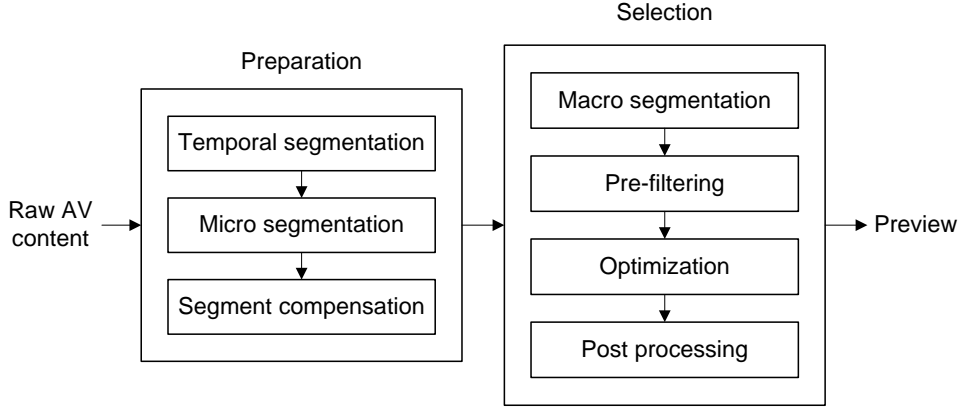 Selection
Preparation
Macro segmentation
Temporal segmentation
Pre-filtering
Raw AV
content
Micro segmentation
Preview
Optimization
Segment compensation
Post processing